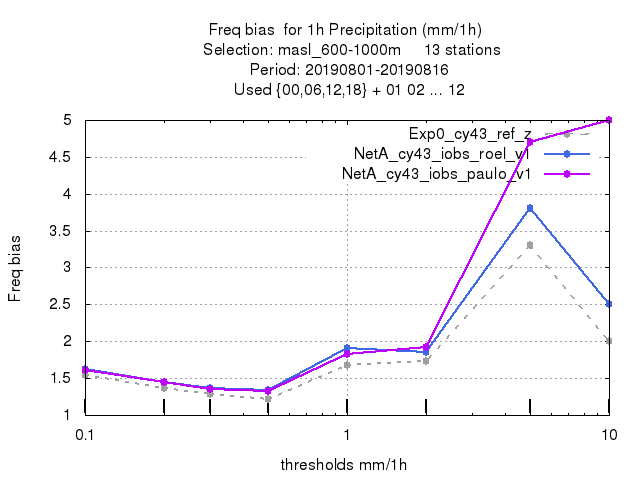 Freq bias  for 1h Precipitation (mm/1h)
Selection: masl_600-1000m     13 stations
Period: 20190801-20190816
Used {00,06,12,18} + 01 02 ... 12
Exp0_cy43_ref_z
NetA_cy43_iobs_roel_v1
NetA_cy43_iobs_paulo_v1
5
4.5
4
3.5
3
2.5
2
1.5
1
Freq bias
0.1
1
10
thresholds mm/1h